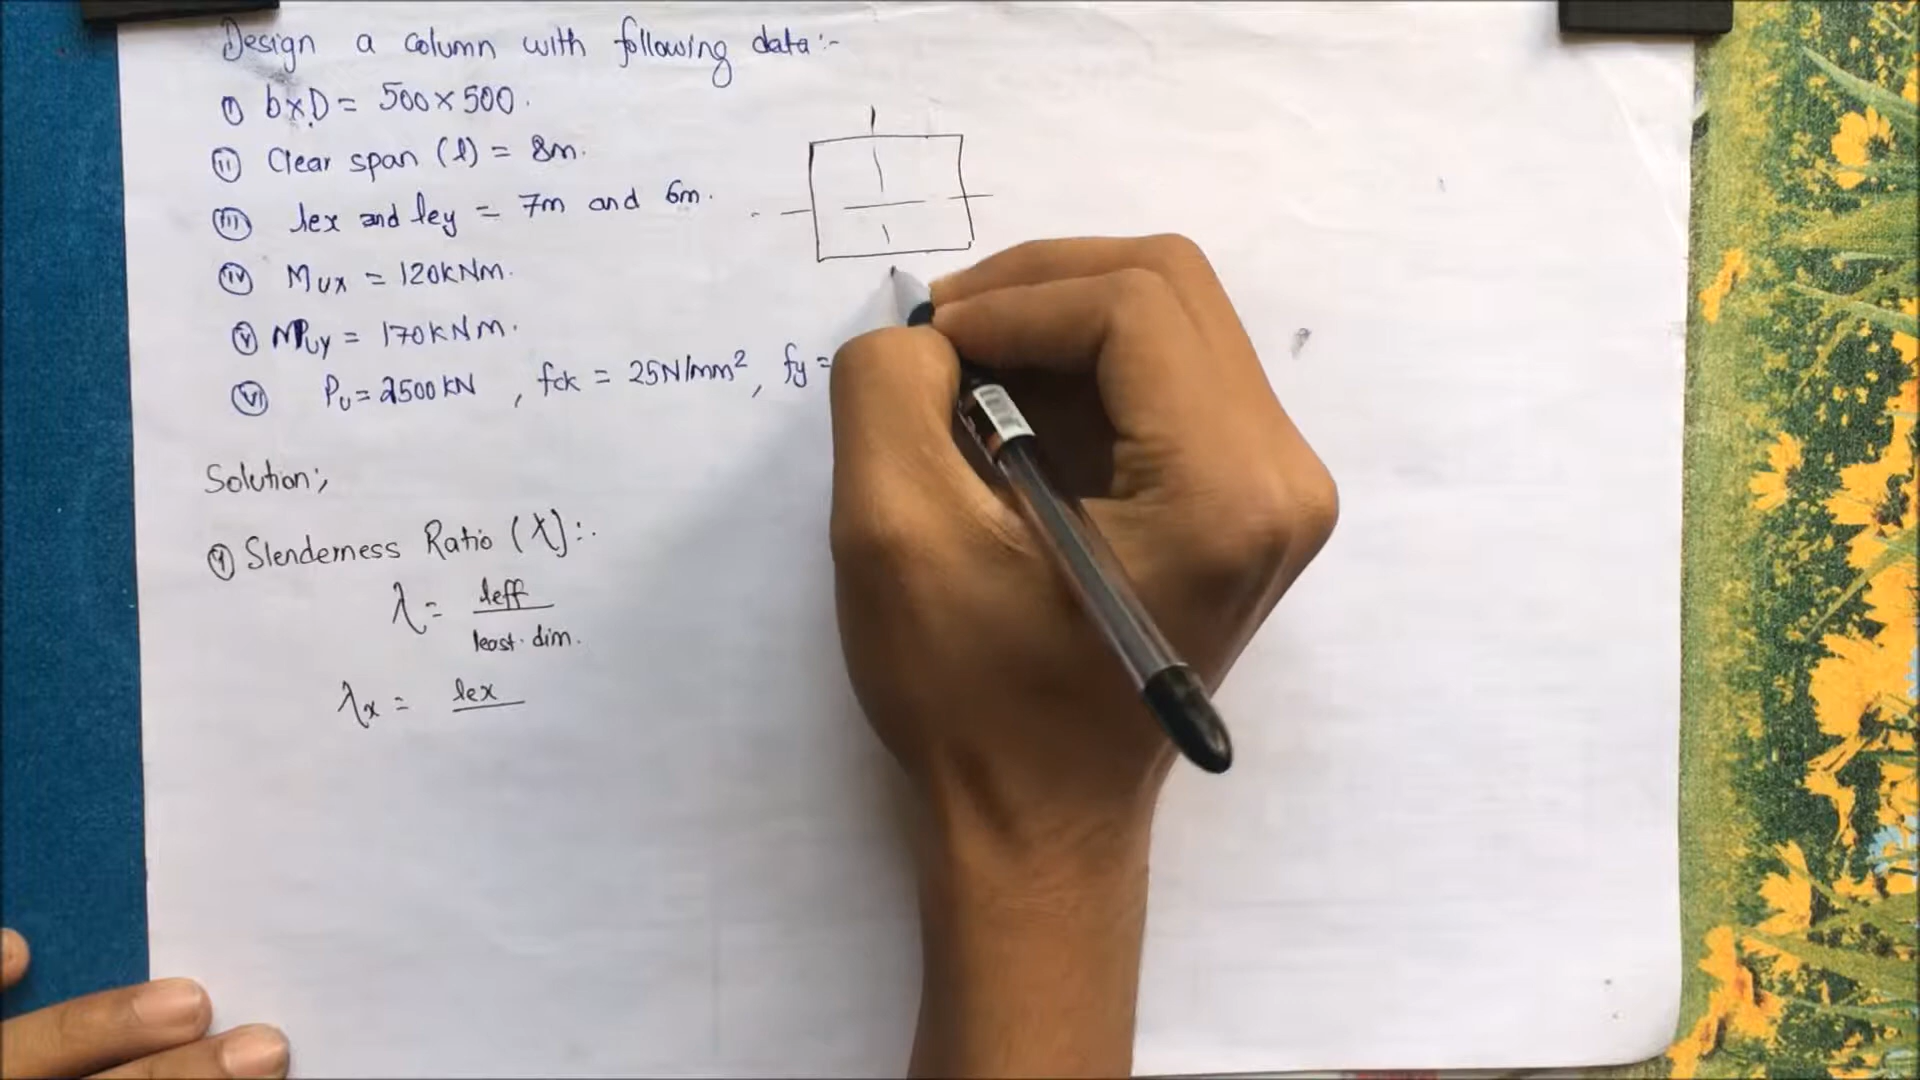 Design a column with following data:-
(i) b×D = 500×500.
(ii) Clear span (l) = 8m.
(iii) lex and ley = 7m and 6m.
(iv) Mux = 120kNm.
(v) Muy = 170kNm.
(vi) Pu = 2500kN, fck = 25N/mm², fy =
Solution;
(1) Slenderness Ratio (λ):-
λ = leff / least dim.
λx = lex